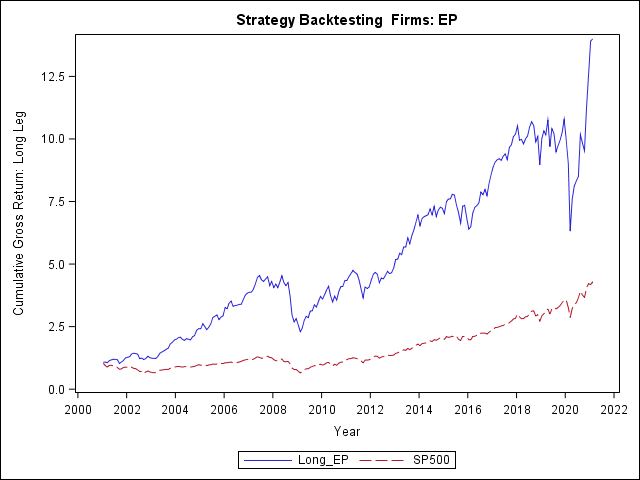 Strategy Backtesting  Firms: EP
Cumulative Gross Return: Long Leg
12.5
10.0
7.5
5.0
2.5
0.0
2000 2002 2004 2006 2008 2010 2012 2014 2016 2018 2020 2022
Year
Long_EP SP500